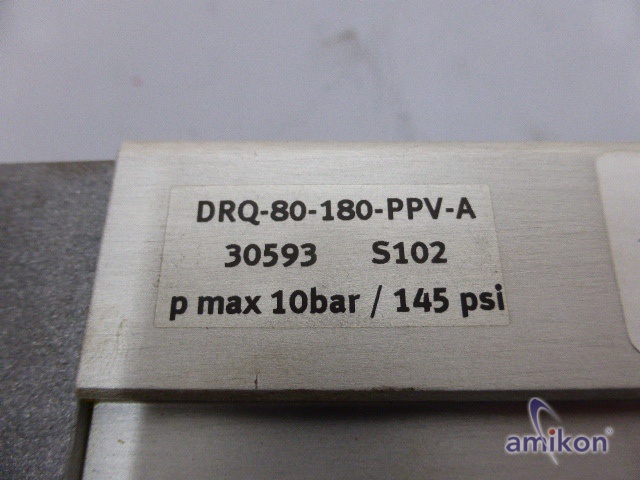 DRQ-80-180-PPV-A
30593 S102
p max 10bar / 145 psi
amikon®